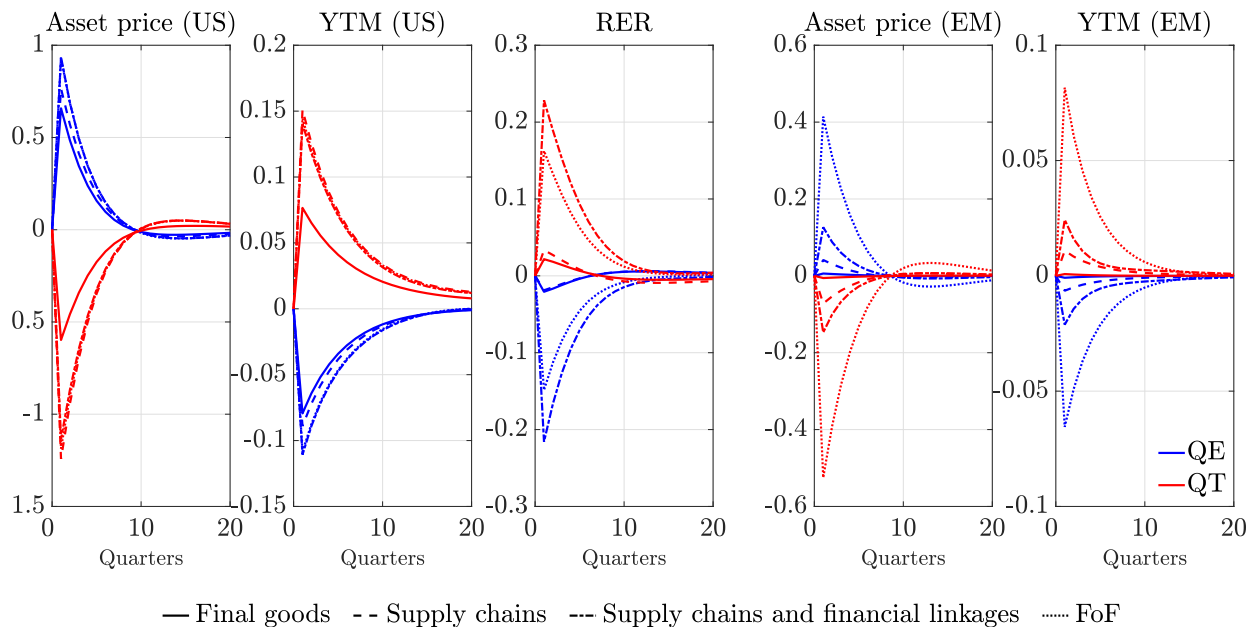 Asset price (US) YTM (US) RER Asset price (EM) YTM (EM)
1
0.5
0
0.5
-1
1.5
0 10 20
Quarters
0.2
0.15
0.1
0.05
0
-0.05
-0.1
-0.15
0 10 20
Quarters
0.3
0.2
0.1
0
-0.1
-0.2
-0.3
0 10 20
Quarters
0.6
0.4
0.2
0
-0.2
-0.4
-0.6
0 10 20
Quarters
0.1
0.05
0
-0.05
-0.1
0 10 20
Quarters
QE
QT
Final goods Supply chains Supply chains and financial linkages FoF